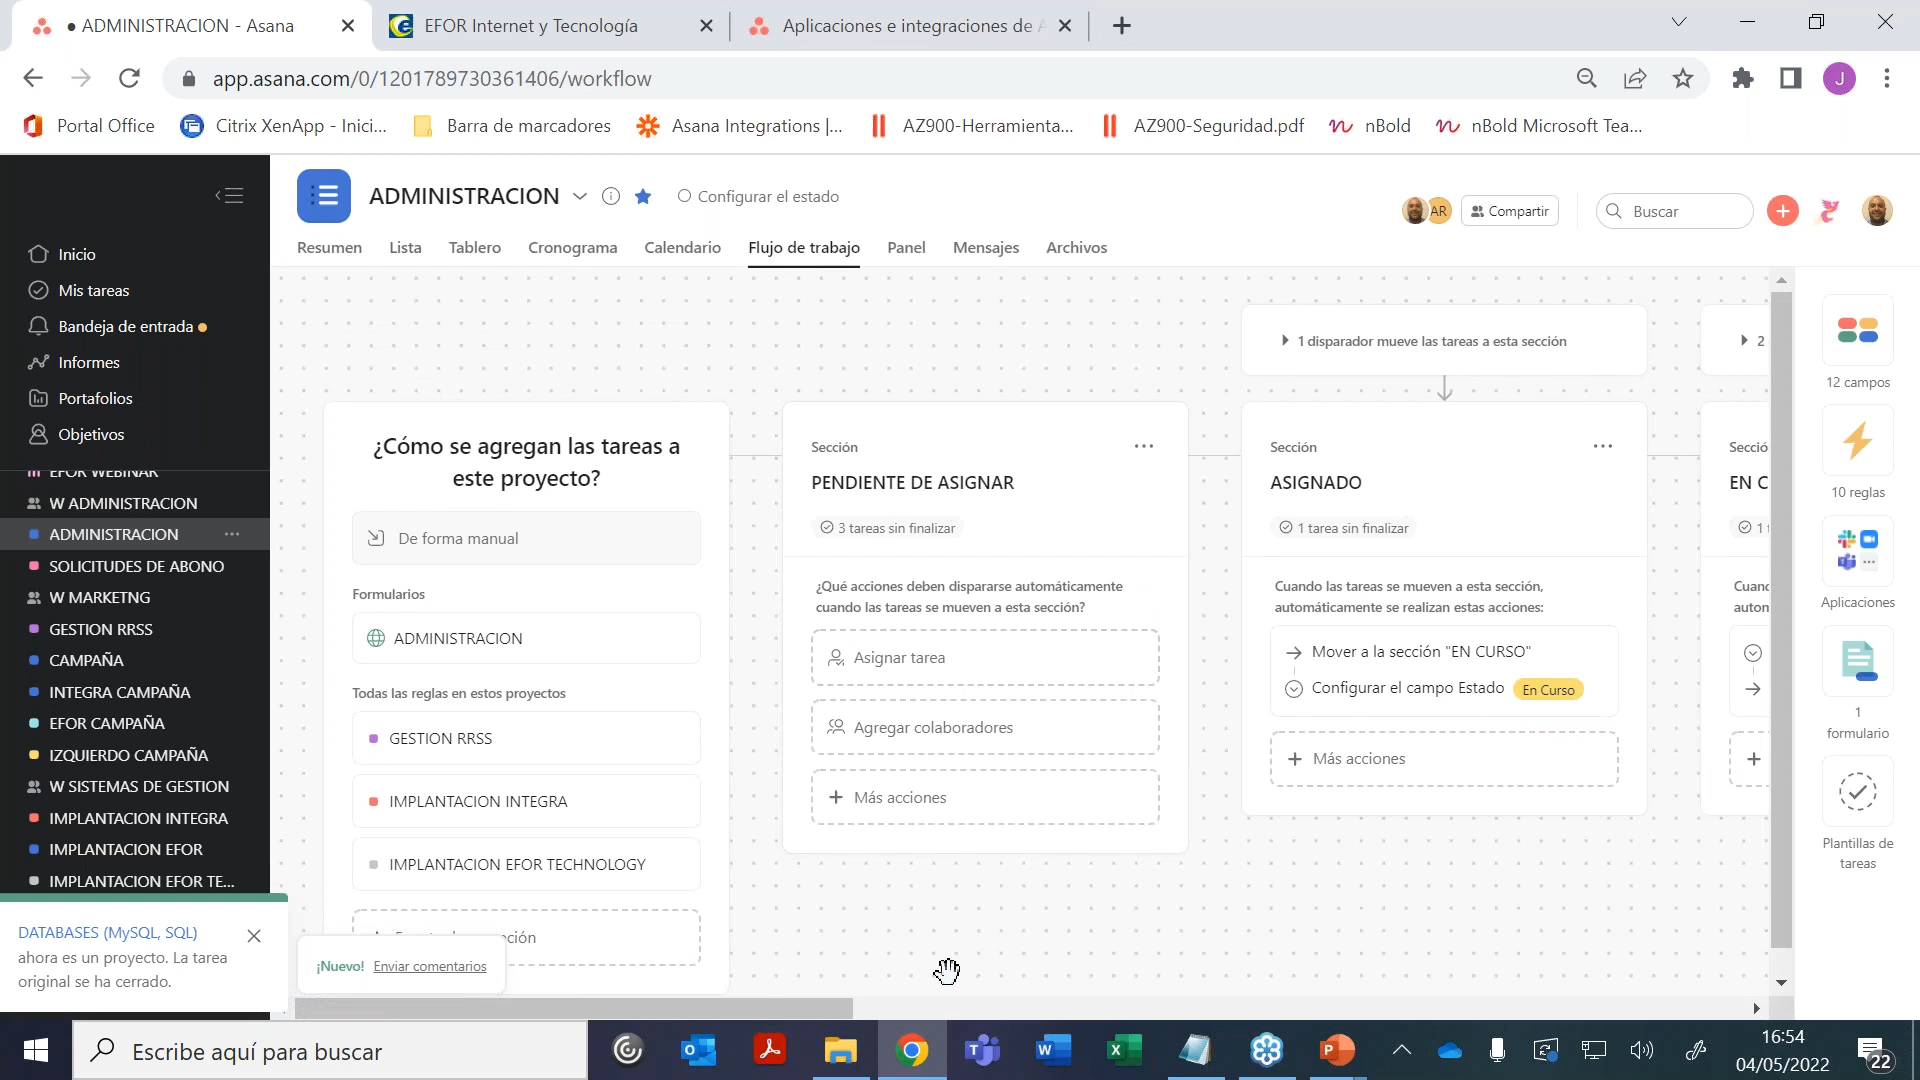 ● ADMINISTRACION - Asana
EFOR Internet y Tecnología
Aplicaciones e integraciones de A
app.asana.com/0/1201789730361406/workflow
J
Portal Office
Citrix XenApp - Inici...
Barra de marcadores
Asana Integrations |...
AZ900-Herramienta...
AZ900-Seguridad.pdf
nBold
nBold Microsoft Tea...
ADMINISTRACION
Configurar el estado
AR
Compartir
Buscar
Resumen
Lista
Tablero
Cronograma
Calendario
Flujo de trabajo
Panel
Mensajes
Archivos
Inicio
Mis tareas
Bandeja de entrada
Informes
Portafolios
Objetivos
EFOR WEBINAR
W ADMINISTRACION
ADMINISTRACION
SOLICITUDES DE ABONO
W MARKETNG
GESTION RRSS
CAMPAÑA
INTEGRA CAMPAÑA
EFOR CAMPAÑA
IZQUIERDO CAMPAÑA
W SISTEMAS DE GESTION
IMPLANTACION INTEGRA
IMPLANTACION EFOR
IMPLANTACION EFOR TE...
DATABASES (MySQL, SQL)
ahora es un proyecto. La tarea
original se ha cerrado.
¡Nuevo! Enviar comentarios
¿Cómo se agregan las tareas a
este proyecto?
De forma manual
Formularios
ADMINISTRACION
Todas las reglas en estos proyectos
GESTION RRSS
IMPLANTACION INTEGRA
IMPLANTACION EFOR TECHNOLOGY
Sección
PENDIENTE DE ASIGNAR
3 tareas sin finalizar
¿Qué acciones deben dispararse automáticamente
cuando las tareas se mueven a esta sección?
Asignar tarea
Agregar colaboradores
Más acciones
1 disparador mueve las tareas a esta sección
Sección
ASIGNADO
1 tarea sin finalizar
Cuando las tareas se mueven a esta sección,
automáticamente se realizan estas acciones:
Mover a la sección "EN CURSO"
Configurar el campo Estado
En Curso
Más acciones
2
Secció
EN C
1
Cuand
auton
12 campos
10 reglas
Aplicaciones
1
formulario
Plantillas de
tareas
Escribe aquí para buscar
16:54
04/05/2022
22